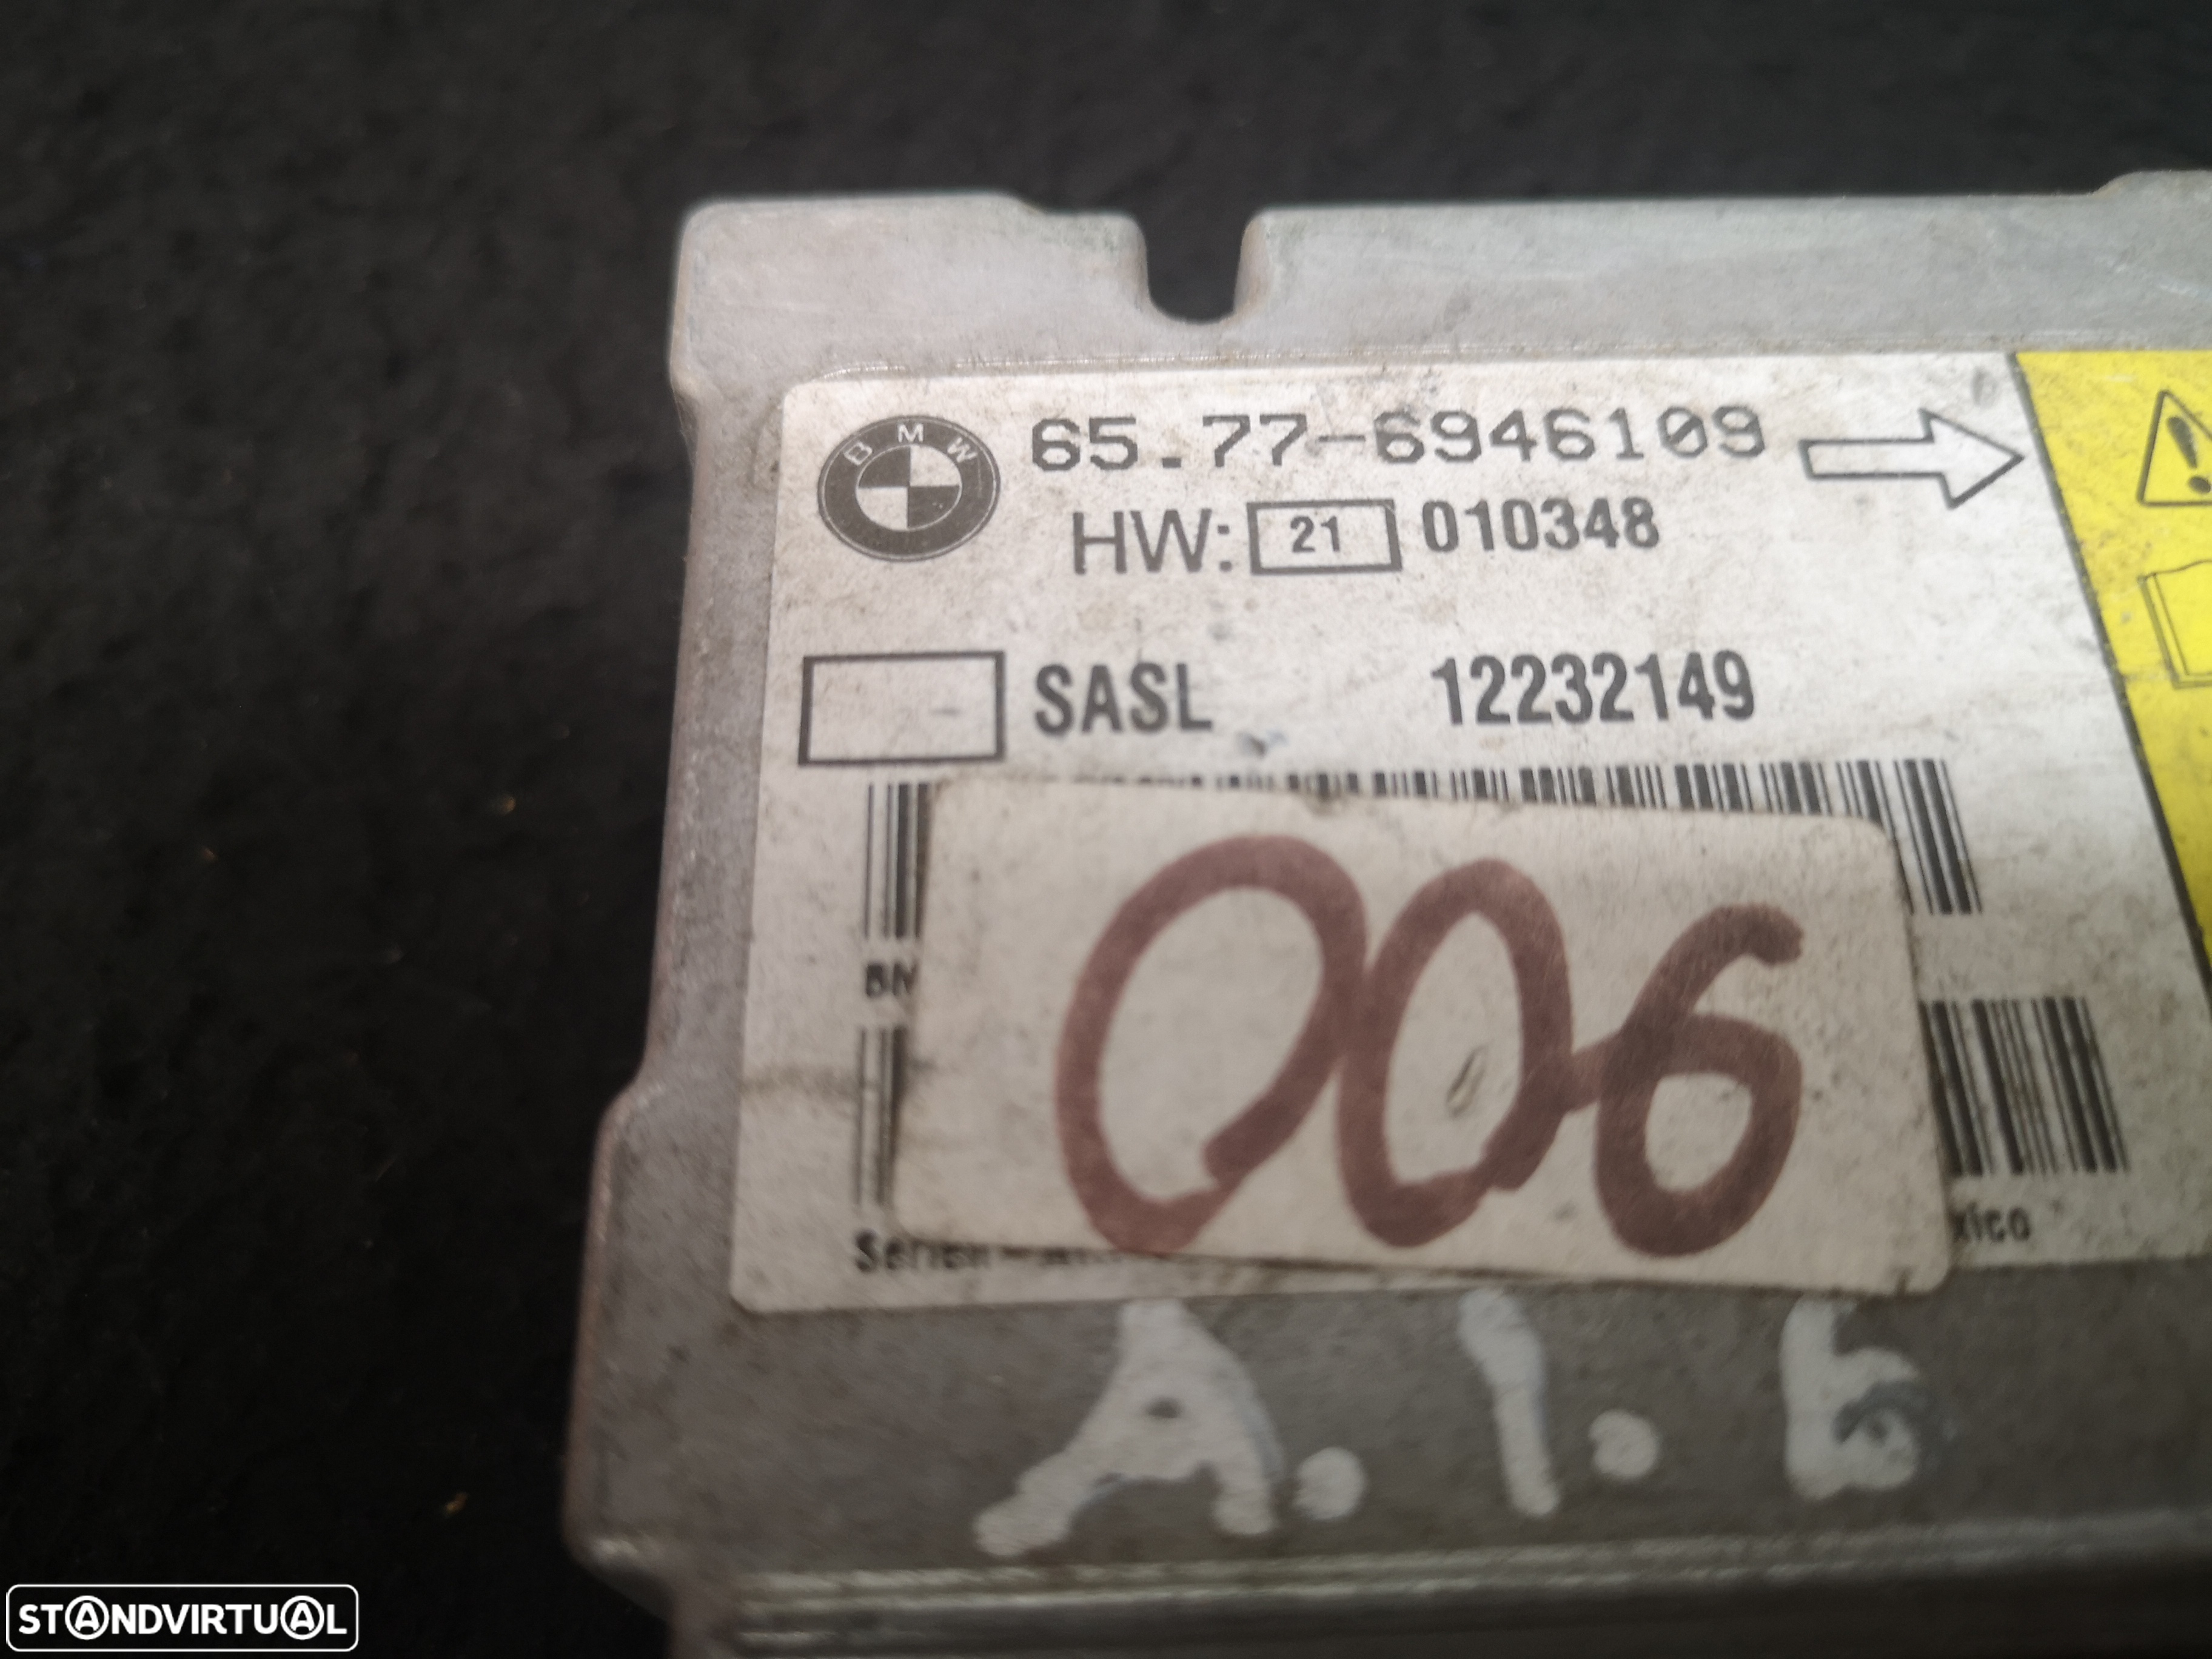 BMW
65.77-6946109
HW: 21 010348
SASL 12232149
006
A.1.6
STANDVIRTUAL